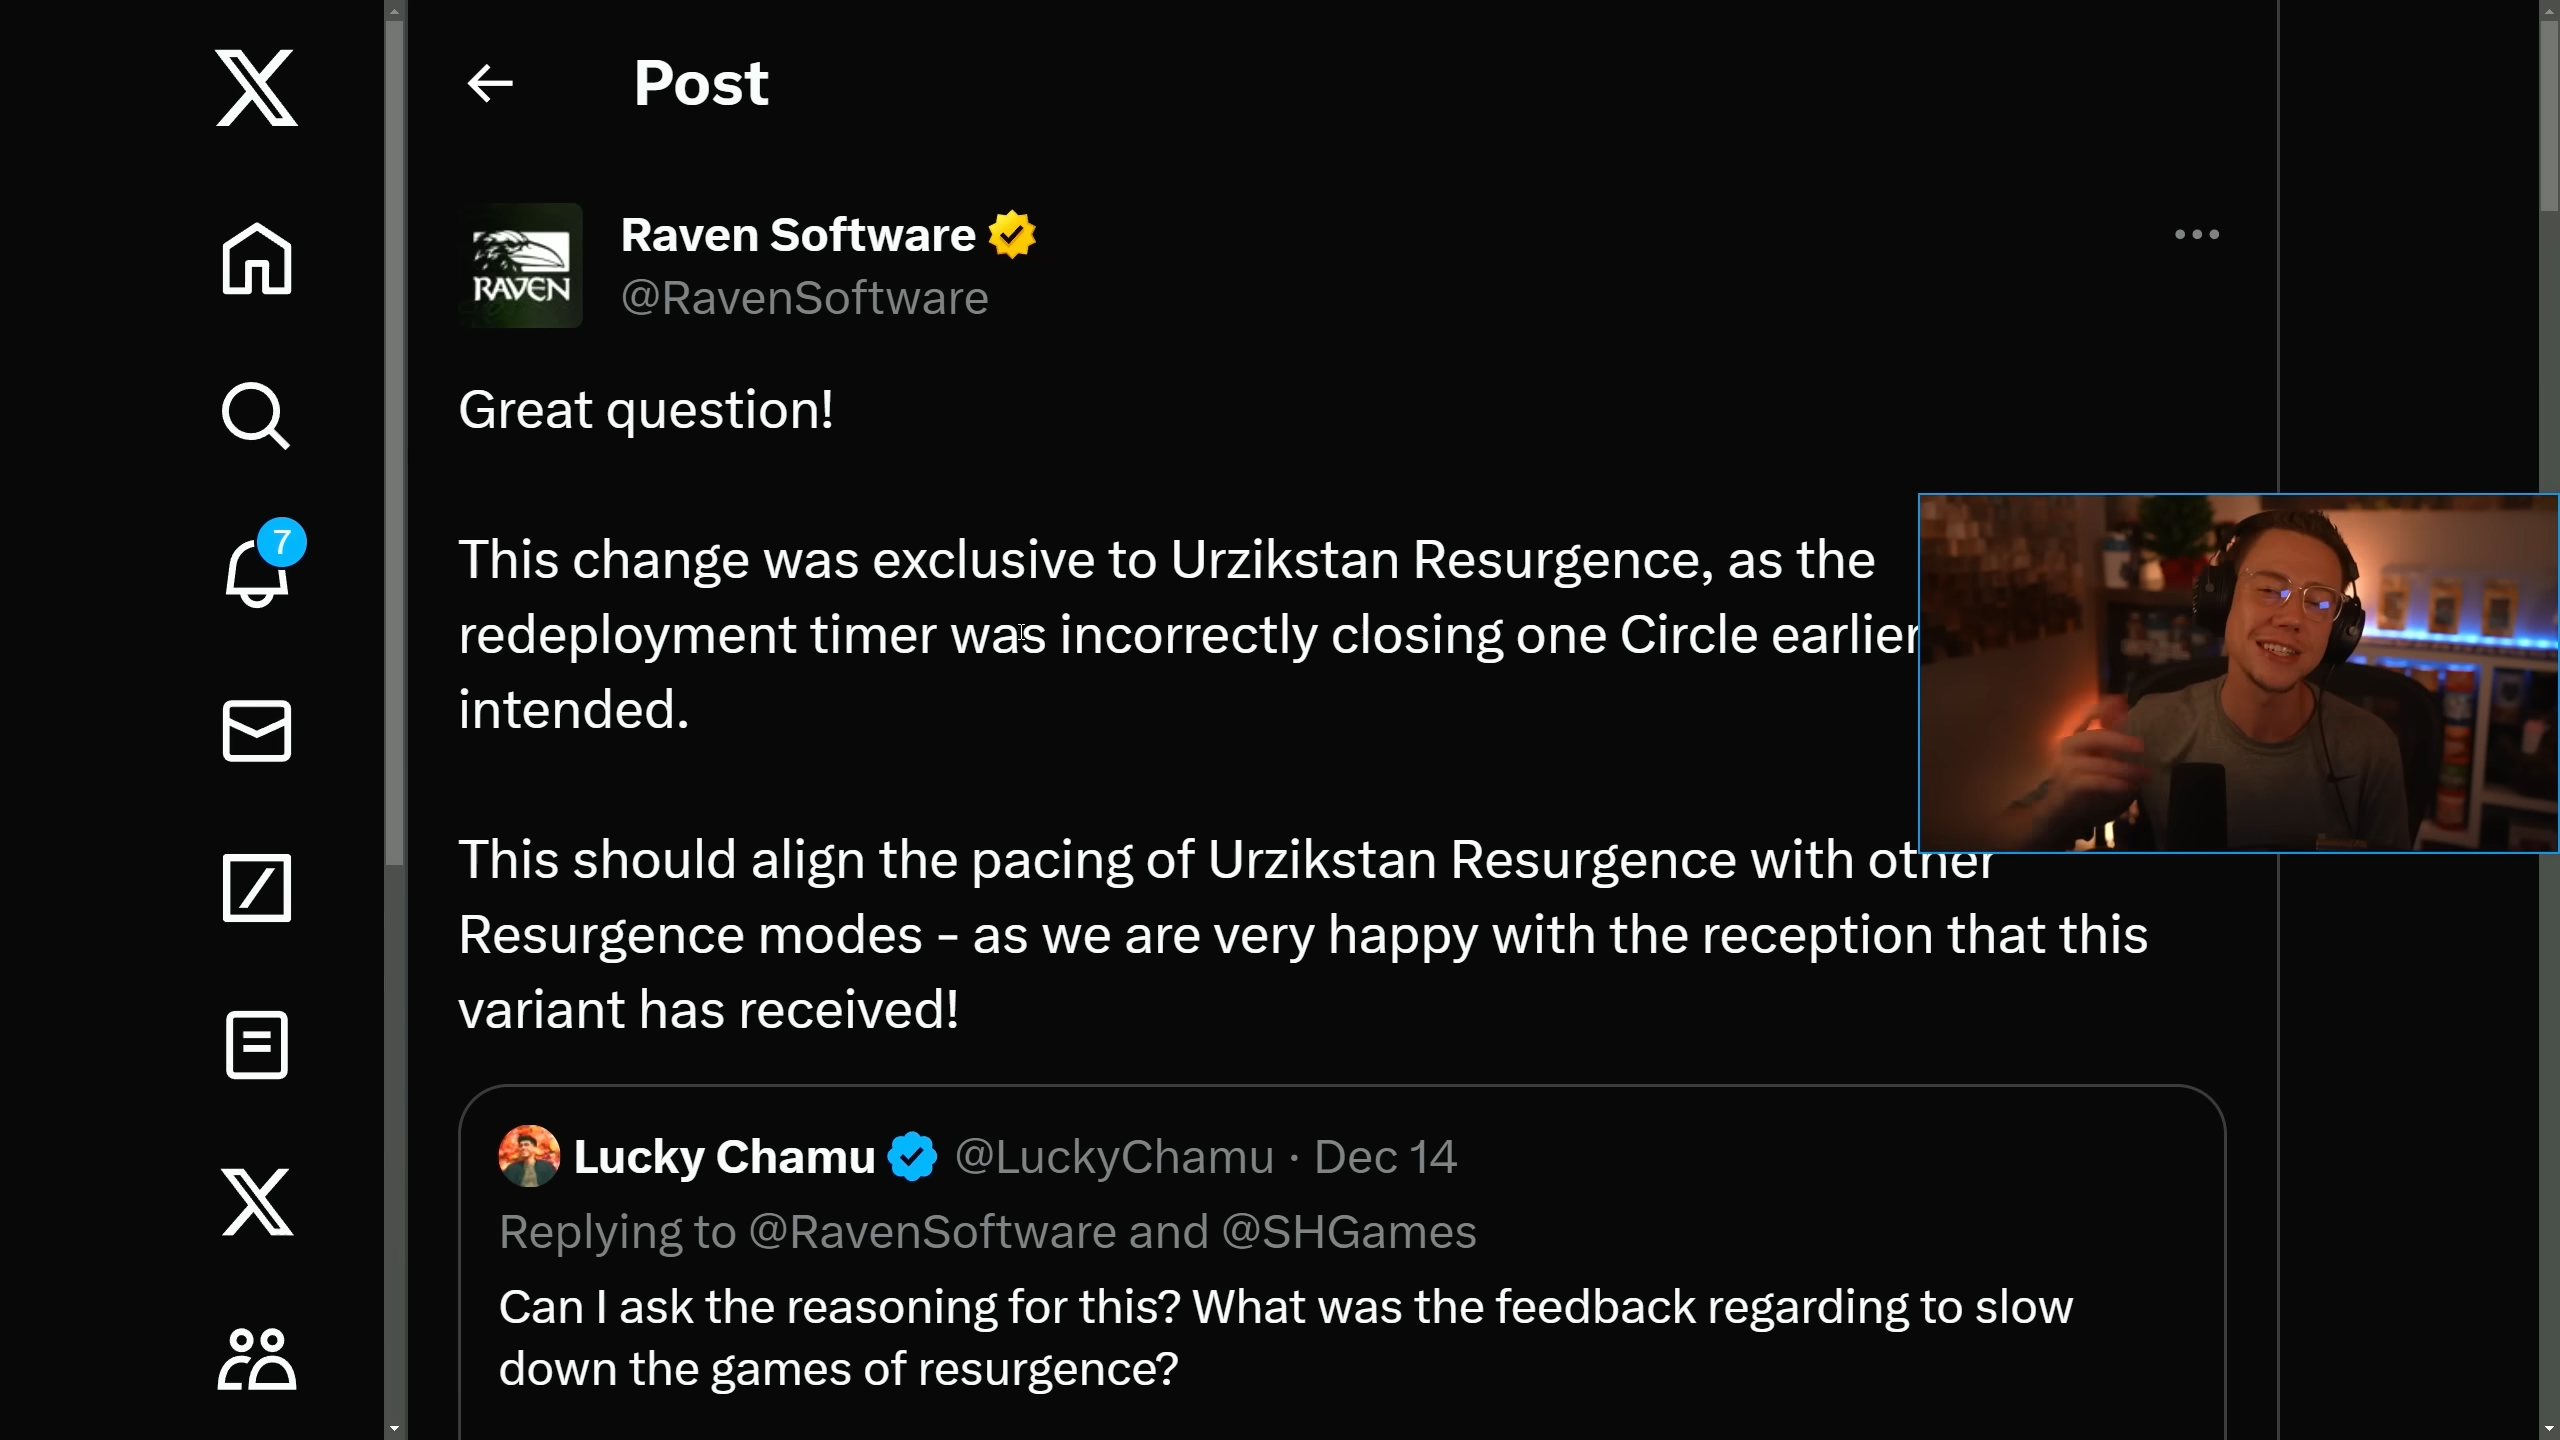 Post
Raven Software
RAVEN
@RavenSoftware
Great question!
This change was exclusive to Urzikstan Resurgence, as the
redeployment timer was incorrectly closing one Circle earlier
intended.
This should align the pacing of Urzikstan Resurgence with other
Resurgence modes - as we are very happy with the reception that this
variant has received!
Lucky Chamu @LuckyChamu · Dec 14
Replying to @RavenSoftware and @SHGames
Can I ask the reasoning for this? What was the feedback regarding to slow
down the games of resurgence?
7